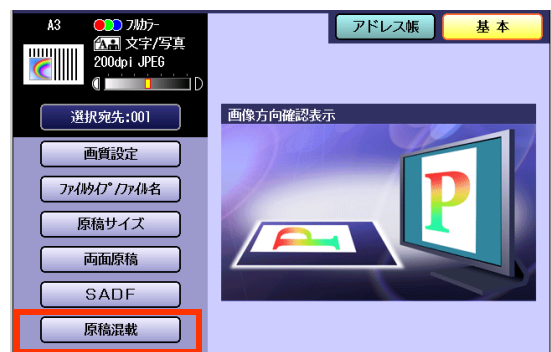 A3 フルカラー
文字/写真
200dpi JPEG
アドレス帳
基本
選択宛先:001
画質設定
ファイルタイプ/ファイル名
原稿サイズ
両面原稿
SADF
原稿混載
画像方向確認表示
P
P